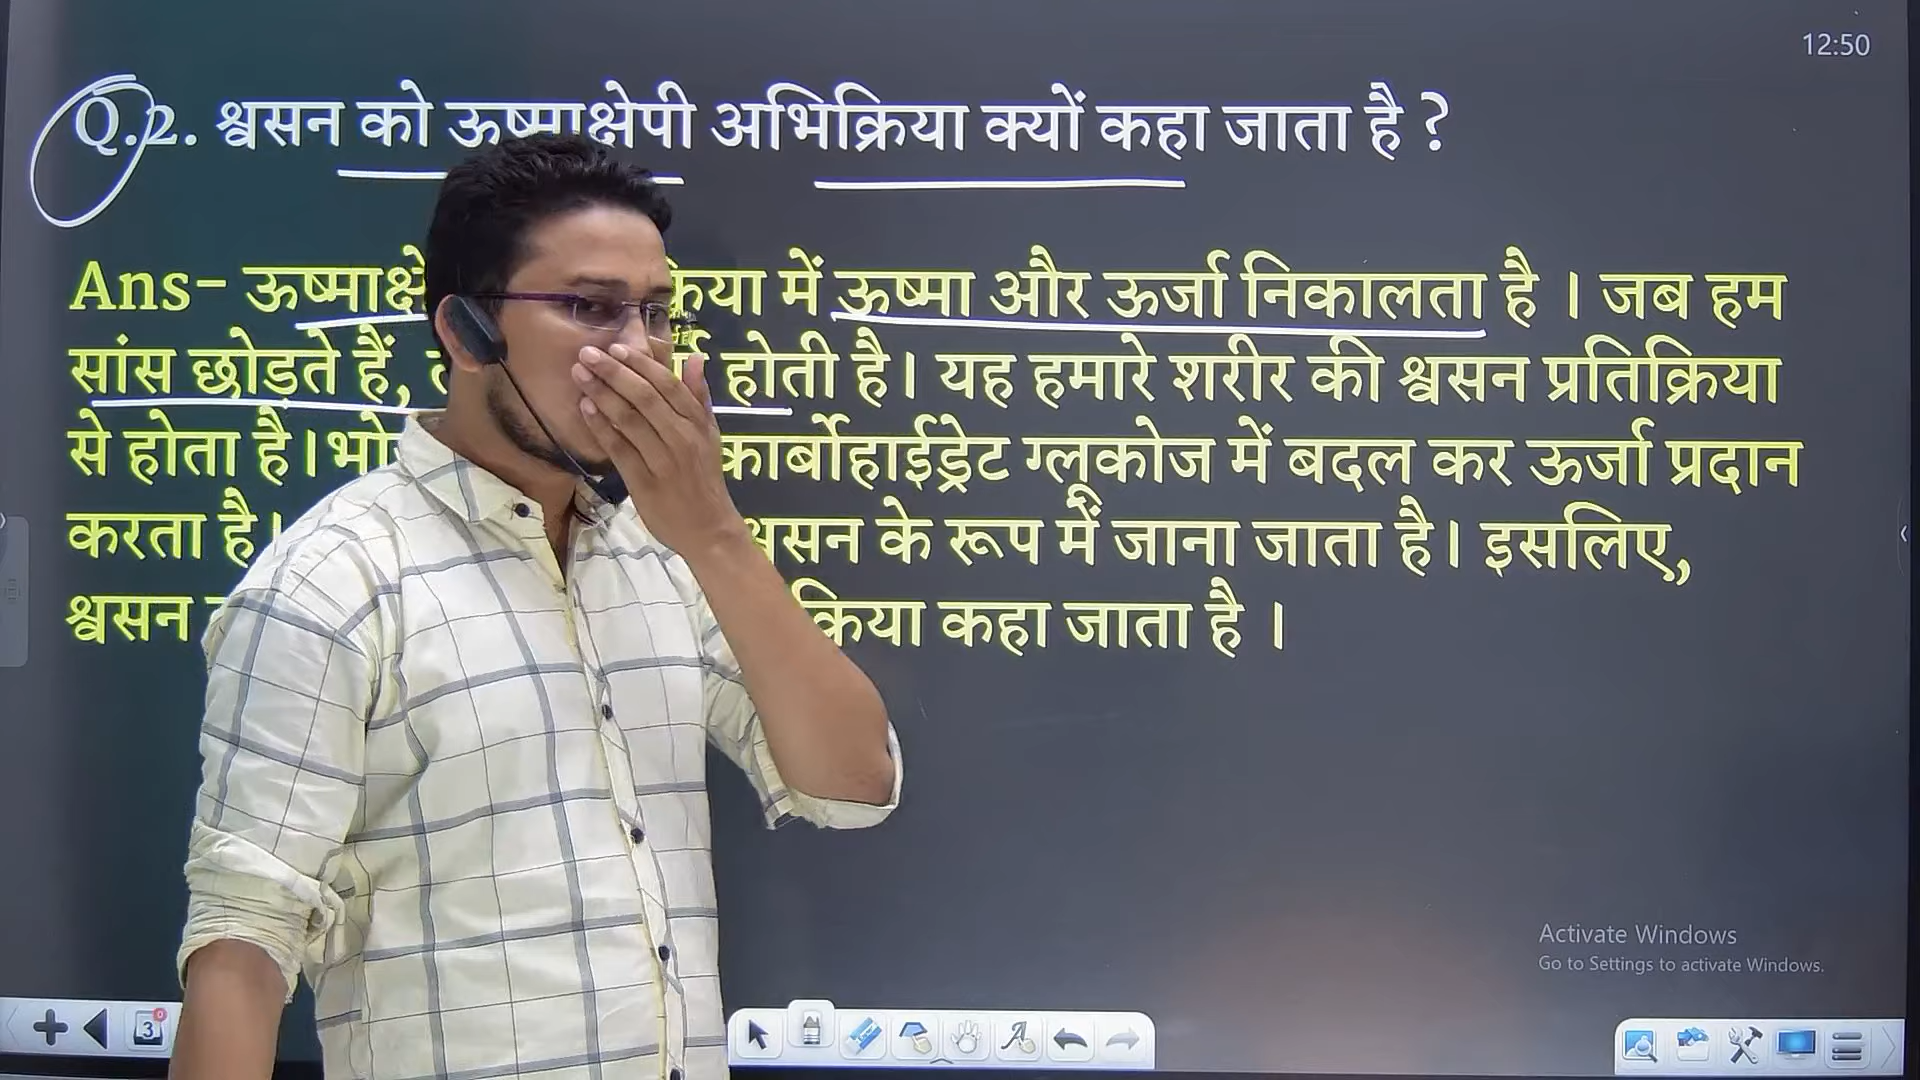 12:50
Q.2. श्वसन को ऊष्माक्षेपी अभिक्रिया क्यों कहा जाता है ?
Ans- में ऊष्मा और ऊर्जा निकालता है । जब हम
सांस छोड़ते हैं, होती है। यह हमारे शरीर की श्वसन प्रतिक्रिया
से होता है। कार्बोहाईड्रेट ग्लूकोज में बदल कर ऊर्जा प्रदान
करता है। श्वसन के रूप में जाना जाता है। इसलिए,
श्वसन कहा जाता है ।
Activate Windows
Go to Settings to activate Windows.
3